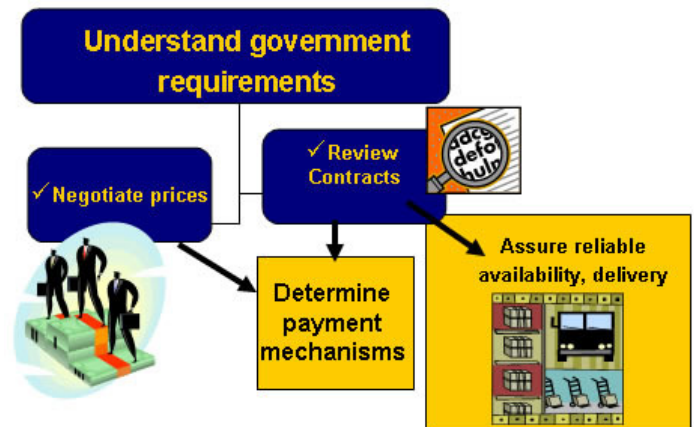 Understand government
requirements
✓ Review
Contracts
✓ Negotiate prices
Assure reliable
availability, delivery
Determine
payment
mechanisms